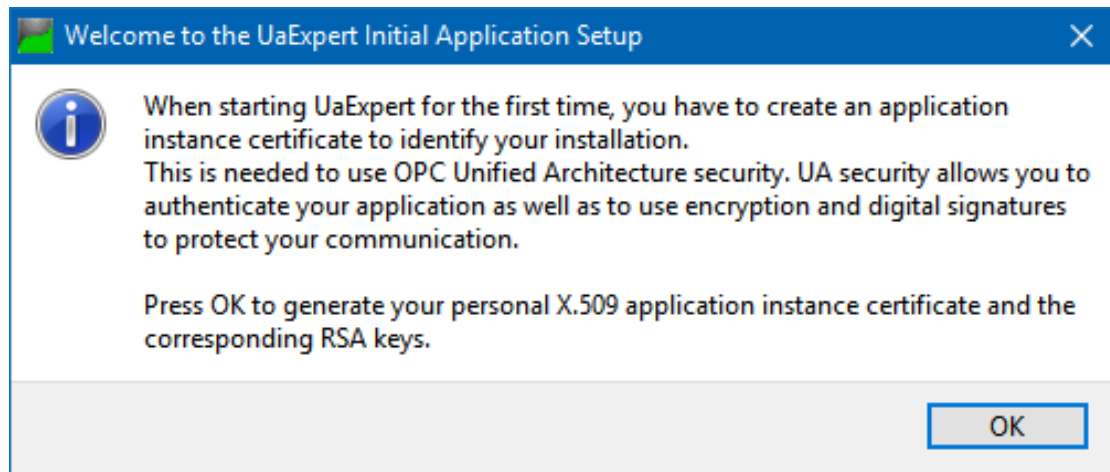 Welcome to the UaExpert Initial Application Setup
When starting UaExpert for the first time, you have to create an application
instance certificate to identify your installation.
This is needed to use OPC Unified Architecture security. UA security allows you to
authenticate your application as well as to use encryption and digital signatures
to protect your communication.
Press OK to generate your personal X.509 application instance certificate and the
corresponding RSA keys.
OK